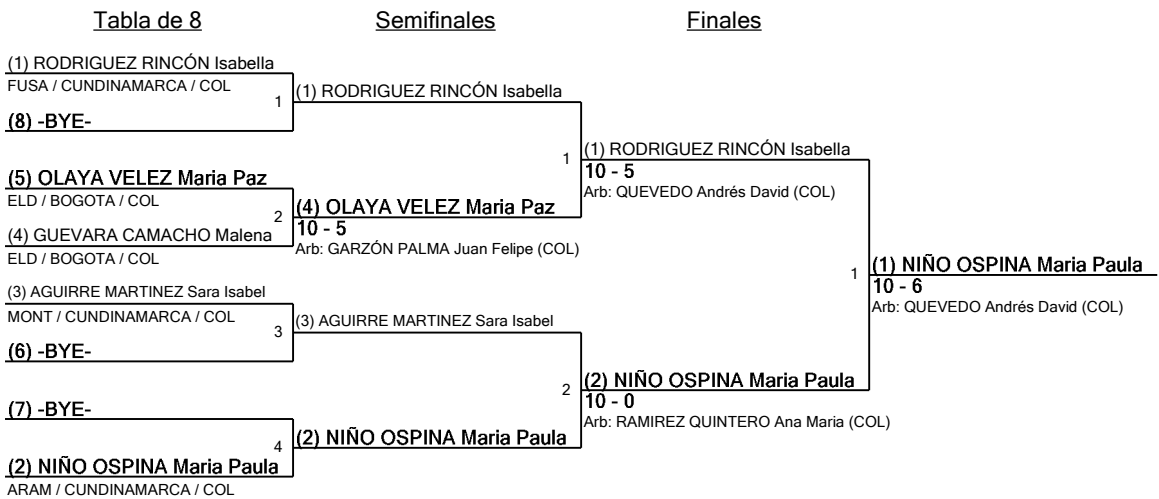 Tabla de 8
Semifinales
Finales
(1) RODRIGUEZ RINCÓN Isabella
FUSA / CUNDINAMARCA / COL
1
(8) -BYE-
(5) OLAYA VELEZ Maria Paz
ELD / BOGOTA / COL
2
(4) GUEVARA CAMACHO Malena
ELD / BOGOTA / COL
(3) AGUIRRE MARTINEZ Sara Isabel
MONT / CUNDINAMARCA / COL
3
(6) -BYE-
(7) -BYE-
4
(2) NIÑO OSPINA Maria Paula
ARAM / CUNDINAMARCA / COL
(1) RODRIGUEZ RINCÓN Isabella
1
(4) OLAYA VELEZ Maria Paz
10 - 5
Arb: GARZÓN PALMA Juan Felipe (COL)
(3) AGUIRRE MARTINEZ Sara Isabel
2
(2) NIÑO OSPINA Maria Paula
(1) RODRIGUEZ RINCÓN Isabella
10 - 5
Arb: QUEVEDO Andrés David (COL)
1
(2) NIÑO OSPINA Maria Paula
10 - 0
Arb: RAMIREZ QUINTERO Ana Maria (COL)
(1) NIÑO OSPINA Maria Paula
10 - 6
Arb: QUEVEDO Andrés David (COL)